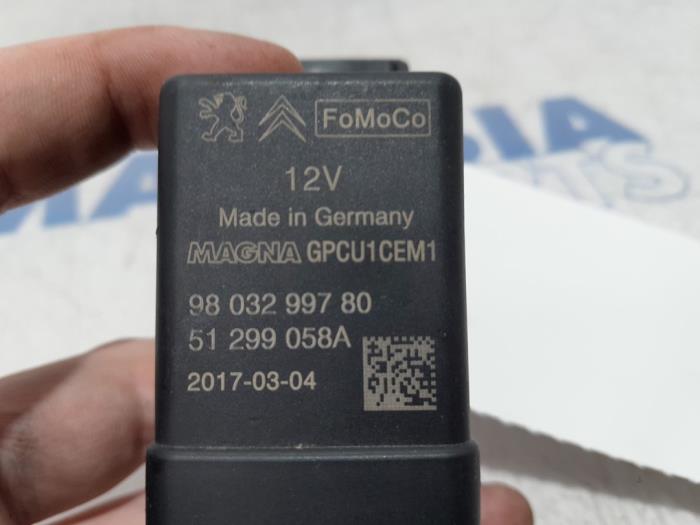 FoMoCo
12V
Made in Germany
MAGNA GPCU1CEM1
98 032 997 80
51 299 058A
2017-03-04